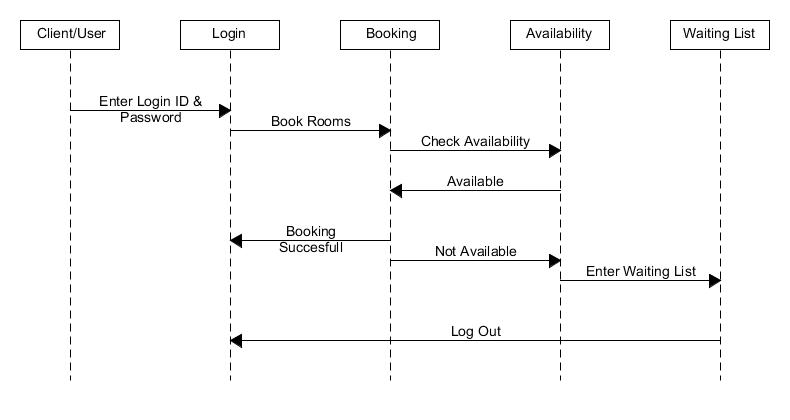 Client/User
Login
Booking
Availability
Waiting List
Enter Login ID &
Password
Book Rooms
Check Availability
Available
Booking
Succesfull
Not Available
Enter Waiting List
Log Out